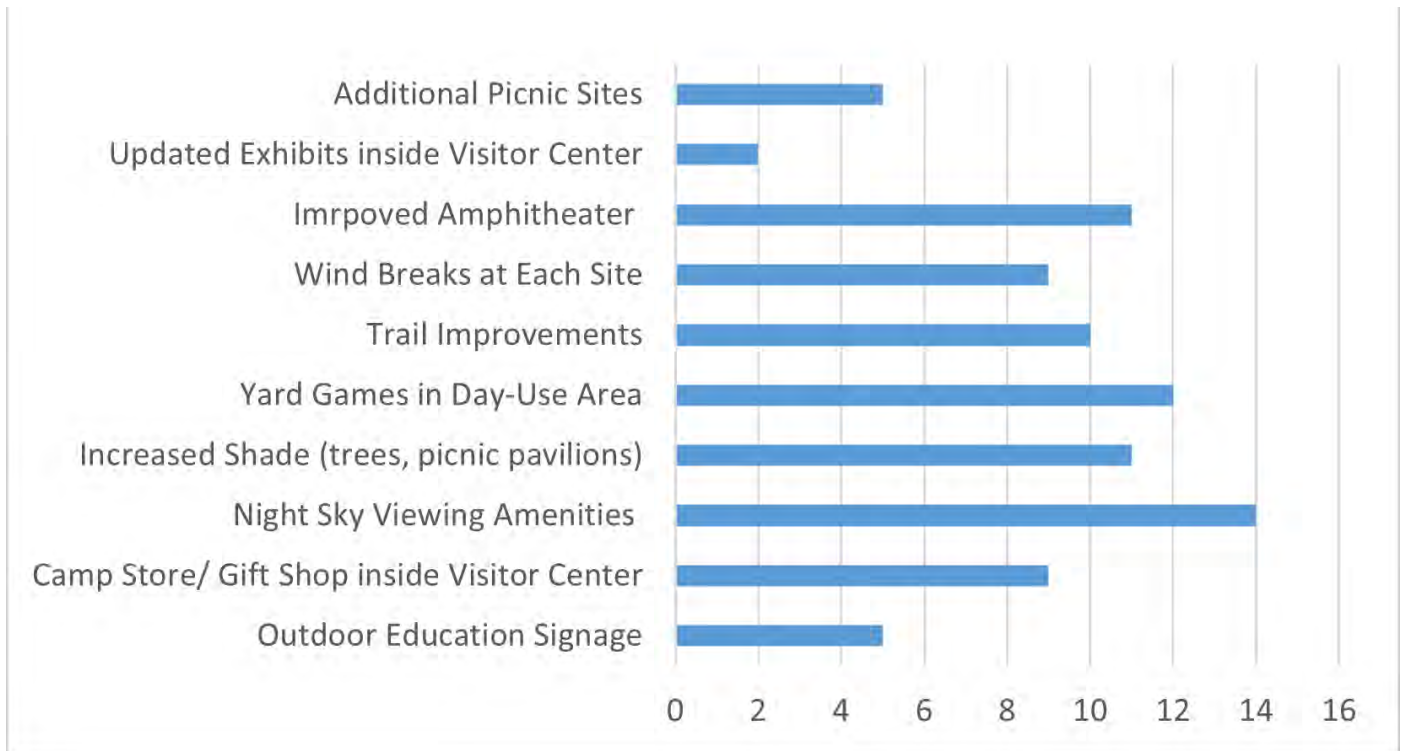 Additional Picnic Sites
Updated Exhibits inside Visitor Center
Imrpoved Amphitheater
Wind Breaks at Each Site
Trail Improvements
Yard Games in Day-Use Area
Increased Shade (trees, picnic pavilions)
Night Sky Viewing Amenities
Camp Store/ Gift Shop inside Visitor Center
Outdoor Education Signage
0 2 4 6 8 10 12 14 16